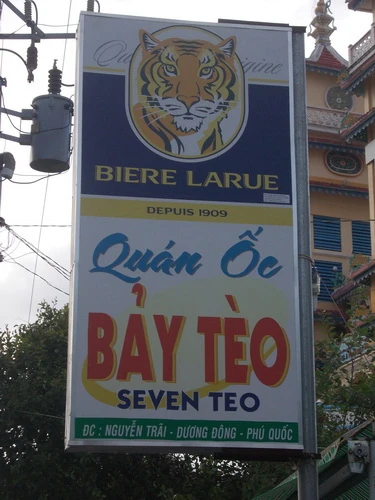 BIERE LARUE
DEPUIS 1909
Quán Ốc
BẢY TÈO
SEVEN TEO
ĐC : NGUYỄN TRÃI - DƯƠNG ĐÔNG - PHÚ QUỐC